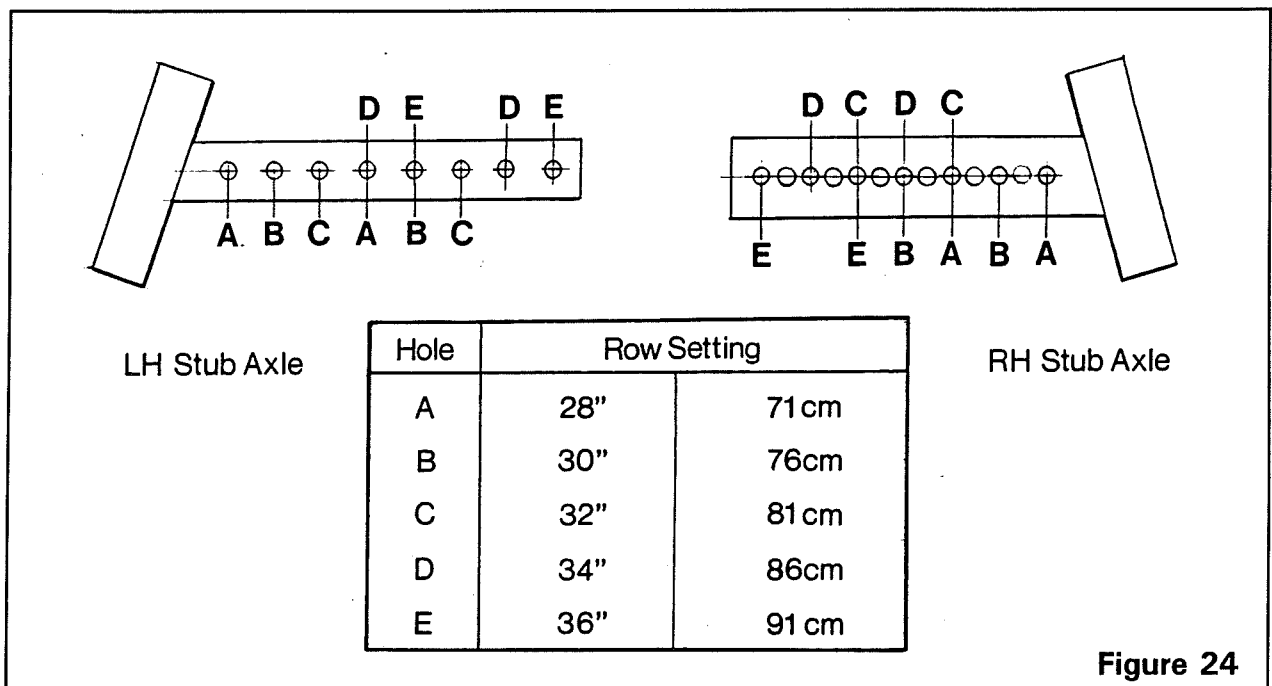 D E D E
A. B C A B C
LH Stub Axle
D C D C
E E B A B A
RH Stub Axle
Hole Row Setting
A 28" 71cm
B 30" 76cm
C 32" 81cm
D 34" 86cm
E 36" 91cm
Figure 24